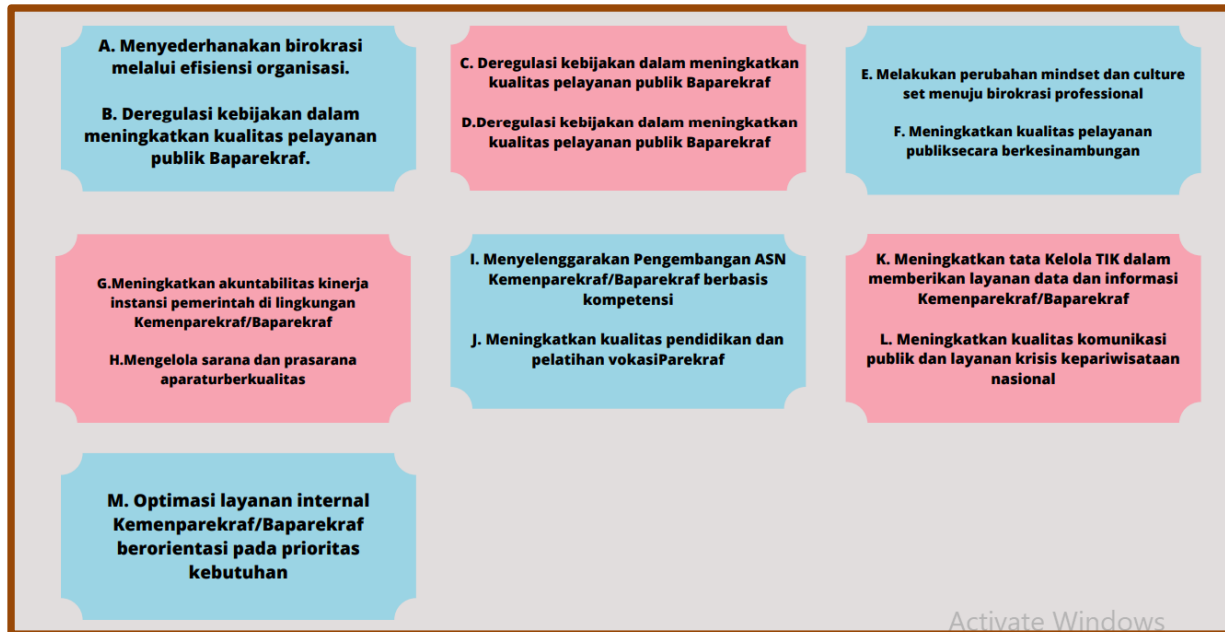 A. Menyederhanakan birokrasi
melalui efisiensi organisasi.
B. Deregulasi kebijakan dalam
meningkatkan kualitas pelayanan
publik Baparekraf.
C. Deregulasi kebijakan dalam meningkatkan
kualitas pelayanan publik Baparekraf
D.Deregulasi kebijakan dalam meningkatkan
kualitas pelayanan publik Baparekraf
E. Melakukan perubahan mindset dan culture
set menuju birokrasi professional
F. Meningkatkan kualitas pelayanan
publiksecara berkesinambungan
G.Meningkatkan akuntabilitas kinerja
instansi pemerintah di lingkungan
Kemenparekraf/Baparekraf
H.Mengelola sarana dan prasarana
aparaturberkualitas
I. Menyelenggarakan Pengembangan ASN
Kemenparekraf/Baparekraf berbasis
kompetensi
J. Meningkatkan kualitas pendidikan dan
pelatihan vokasiParekraf
K. Meningkatkan tata Kelola TIK dalam
memberikan layanan data dan informasi
Kemenparekraf/Baparekraf
L. Meningkatkan kualitas komunikasi
publik dan layanan krisis kepariwisataan
nasional
M. Optimasi layanan internal
Kemenparekraf/Baparekraf
berorientasi pada prioritas
kebutuhan
Activate Windows